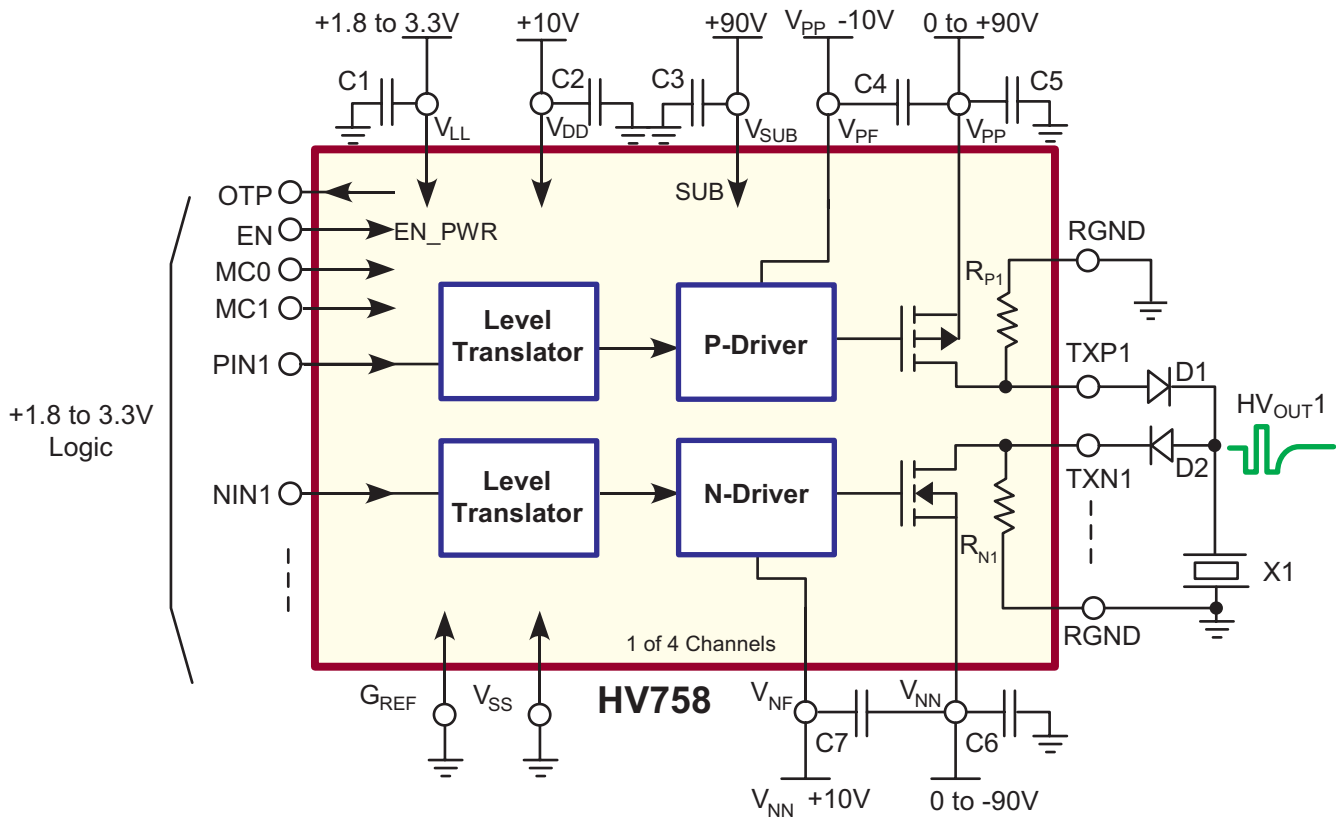 +1.8 to 3.3V
+10V
+90V
VPP -10V
0 to +90V
C1
C2
C3
C4
C5
VLL
VDD
VSUB
VPF
VPP
OTP
EN
MC0
MC1
PIN1
NIN1
+1.8 to 3.3V
Logic
EN_PWR
SUB
Level
Translator
P-Driver
RP1
RGND
TXP1
D1
HVOUT1
D2
TXN1
Level
Translator
N-Driver
RN1
X1
RGND
1 of 4 Channels
GREF
VSS
HV758
VNF
VNN
C7
C6
VNN +10V
0 to -90V